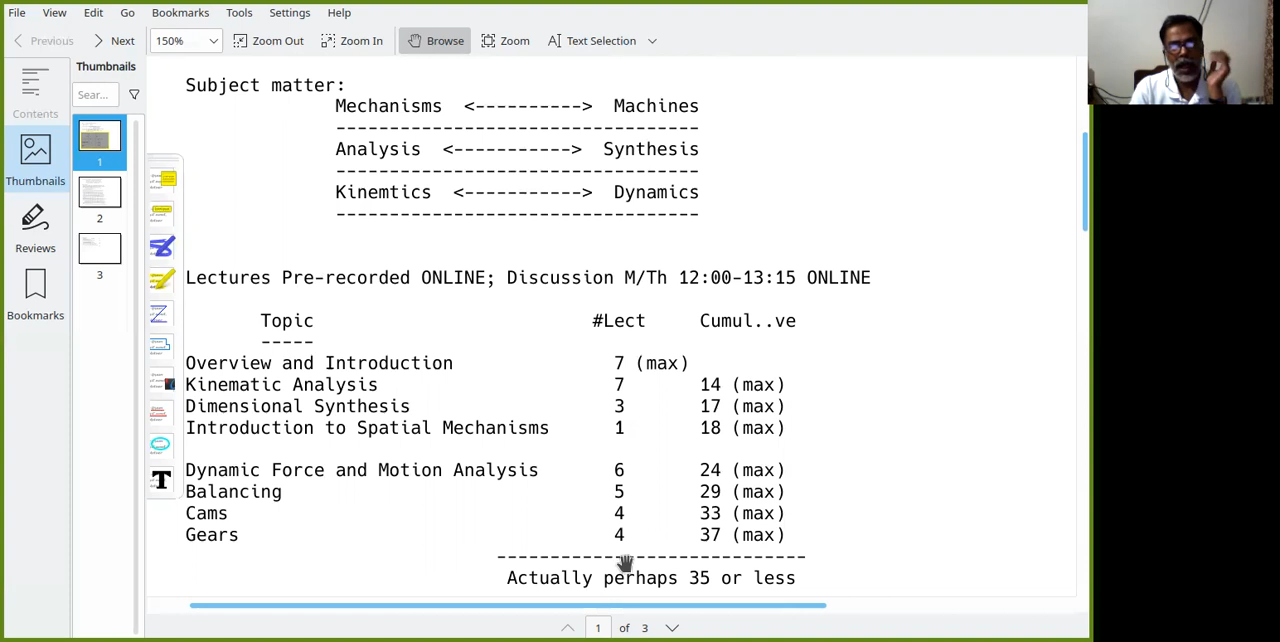 File View Edit Go Bookmarks Tools Settings Help
Previous Next 150% Zoom Out Zoom In Browse Zoom Text Selection
Contents
Thumbnails
Reviews
Bookmarks
Thumbnails
Sear...
1
2
3
Subject matter:
Mechanisms <----------> Machines
----------------------------------
Analysis <----------> Synthesis
----------------------------------
Kinemtics <----------> Dynamics
----------------------------------
Lectures Pre-recorded ONLINE; Discussion M/Th 12:00-13:15 ONLINE
Topic #Lect Cumul..ve
-----
Overview and Introduction 7 (max)
Kinematic Analysis 7 14 (max)
Dimensional Synthesis 3 17 (max)
Introduction to Spatial Mechanisms 1 18 (max)
Dynamic Force and Motion Analysis 6 24 (max)
Balancing 5 29 (max)
Cams 4 33 (max)
Gears 4 37 (max)
-----------------------------
Actually perhaps 35 or less
1 of 3